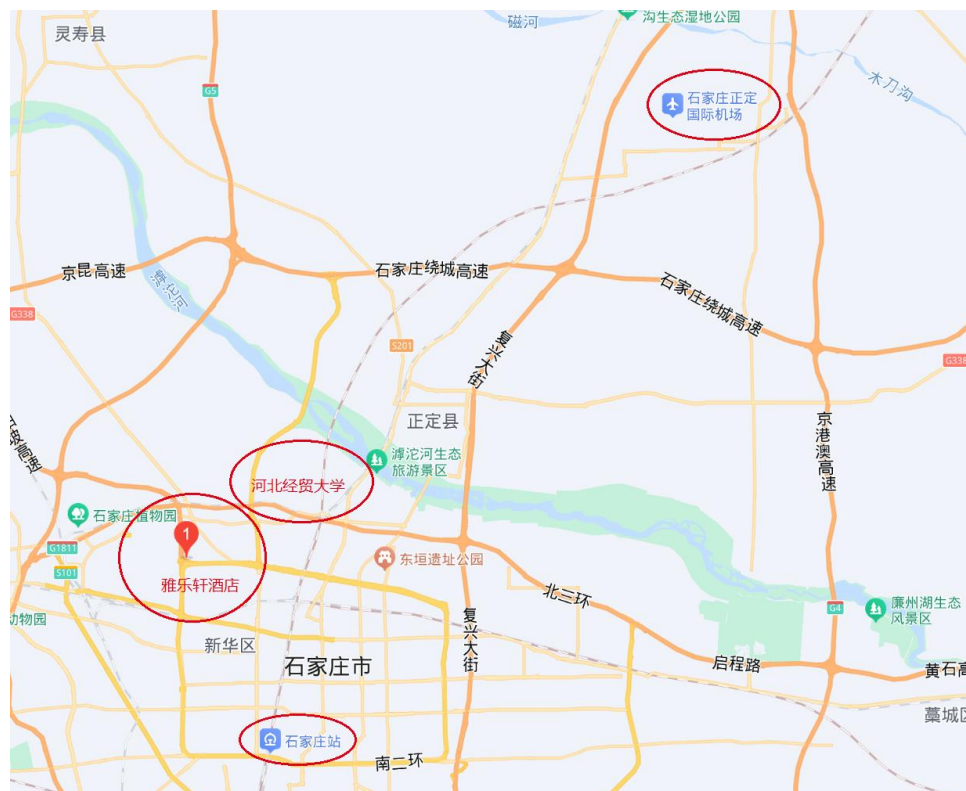 灵寿县
磁河
沟生态湿地公园
G5
木刀沟
石家庄正定
国际机场
京昆高速
滹沱河
石家庄绕城高速
石家庄绕城高速
G338
S201
复兴大街
G338
正定县
京港澳高速
高速
滹沱河生态
旅游景区
河北经贸大学
石家庄植物园
1
G1811
东垣遗址公园
S101
雅乐轩酒店
北三环
动物园
G4
廉州湖生态
风景区
复兴大街
新华区
石家庄市
启程路
黄石高
藁城区
石家庄站
南二环